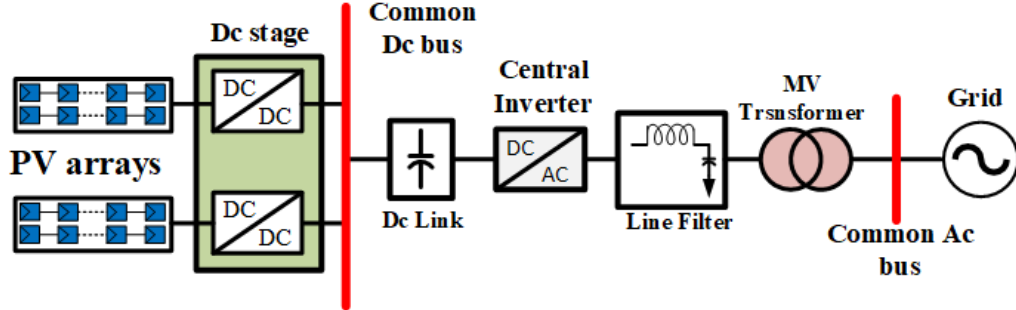 Dc stage
Common
Dc bus
Central
Inverter
MV
Trsnsformer
Grid
DC
DC
PV arrays
DC
AC
DC
DC
Dc Link
Line Filter
Common Ac
bus